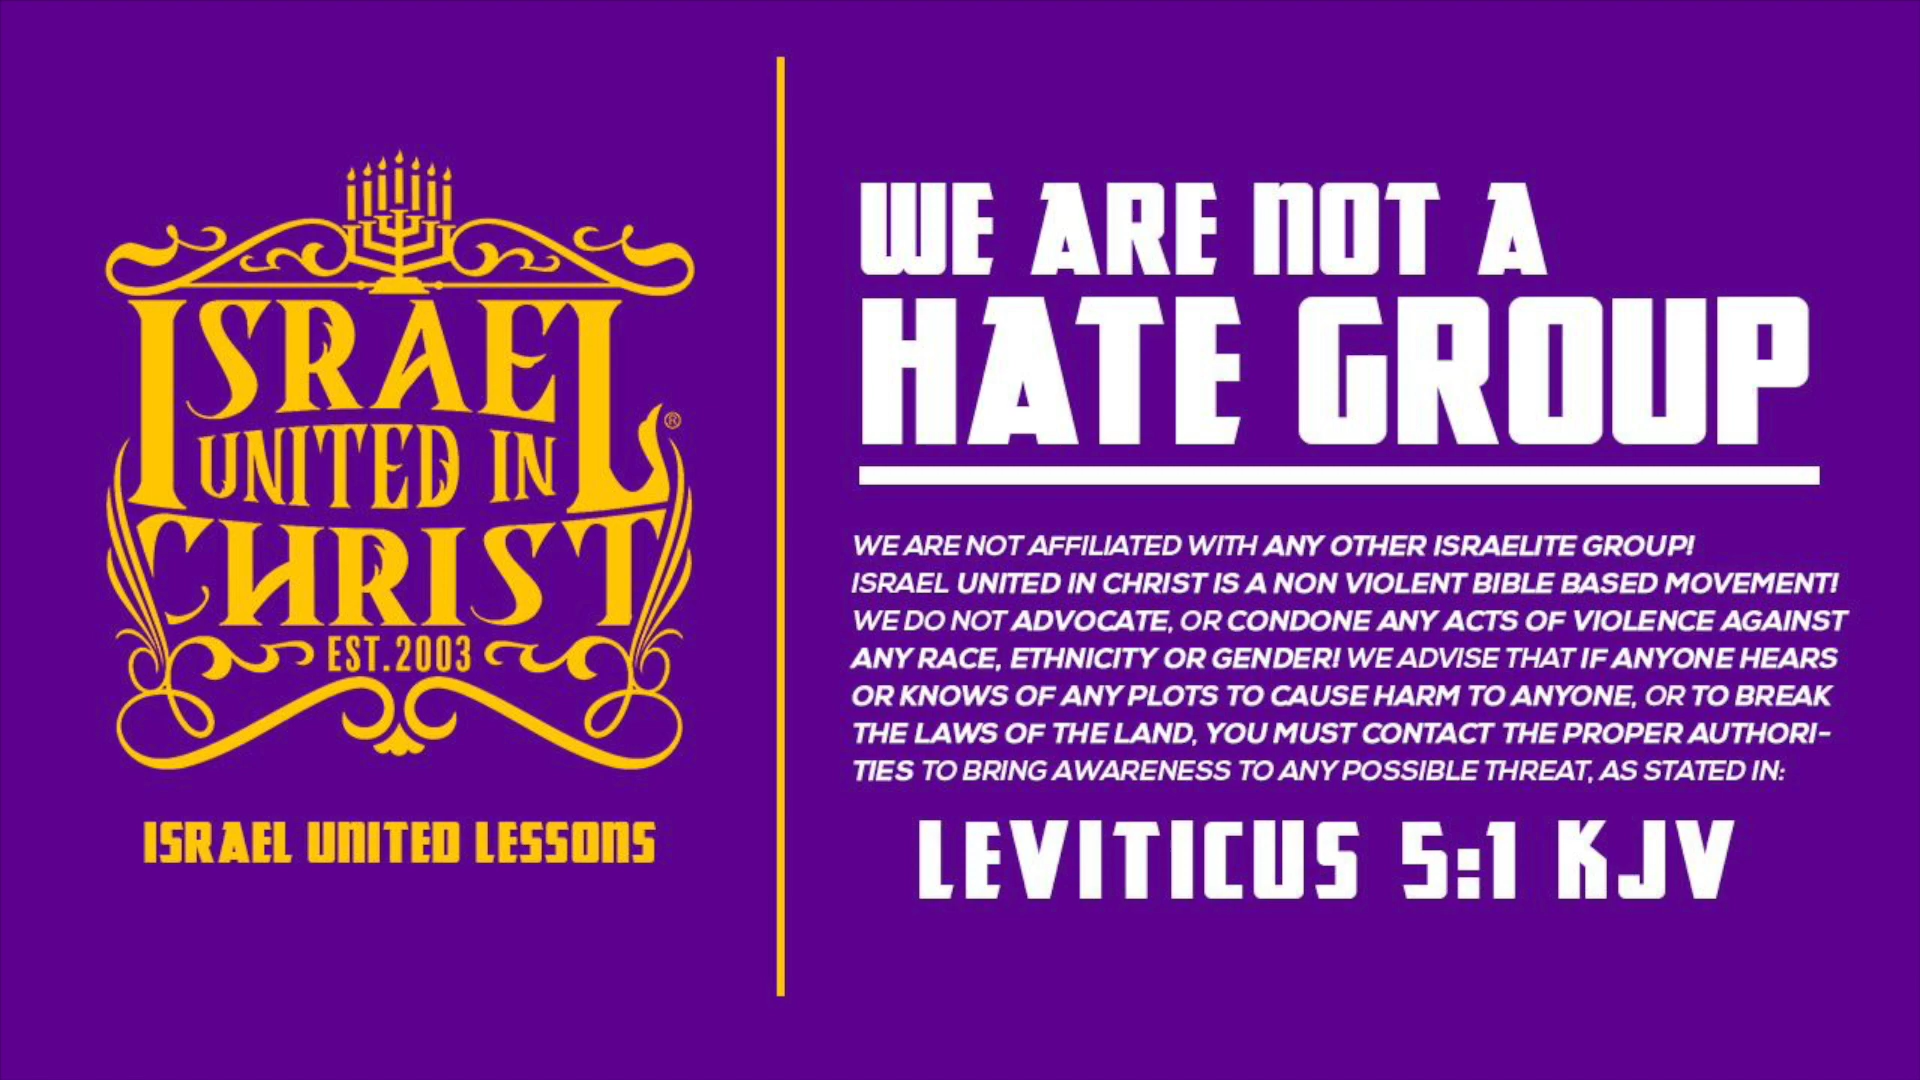 ISRAEL
UNITED IN
CHRIST
®
EST.2003
ISRAEL UNITED LESSONS
WE ARE NOT A
HATE GROUP
WE ARE NOT AFFILIATED WITH ANY OTHER ISRAELITE GROUP!
ISRAEL UNITED IN CHRIST IS A NON VIOLENT BIBLE BASED MOVEMENT!
WE DO NOT ADVOCATE, OR CONDONE ANY ACTS OF VIOLENCE AGAINST
ANY RACE, ETHNICITY OR GENDER! WE ADVISE THAT IF ANYONE HEARS
OR KNOWS OF ANY PLOTS TO CAUSE HARM TO ANYONE, OR TO BREAK
THE LAWS OF THE LAND, YOU MUST CONTACT THE PROPER AUTHORI-
TIES TO BRING AWARENESS TO ANY POSSIBLE THREAT, AS STATED IN:
LEVITICUS 5:1 KJV